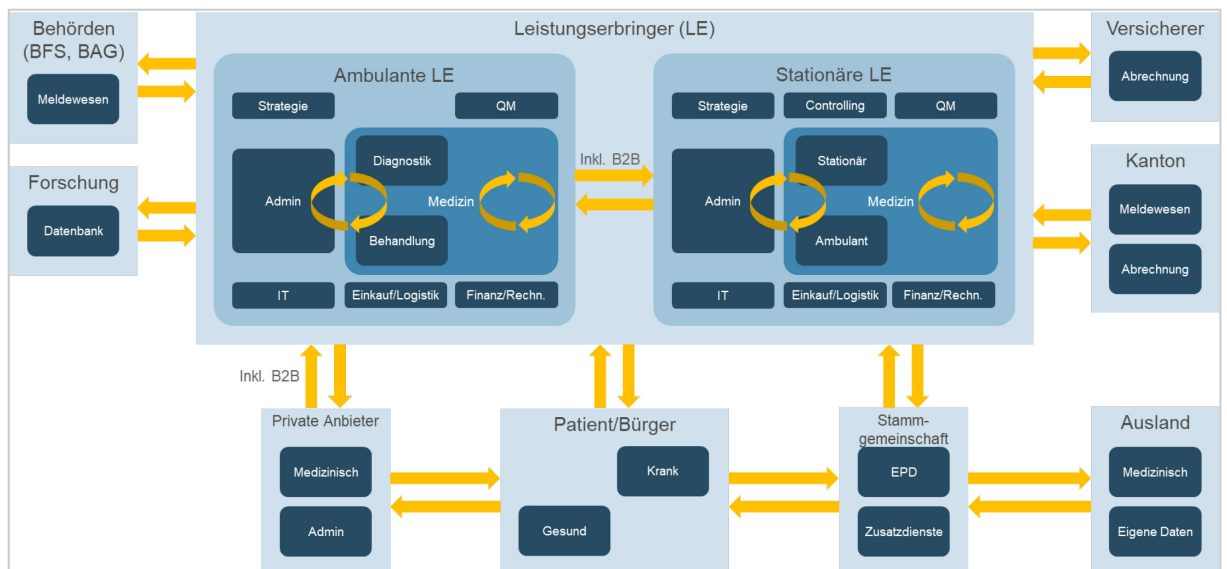 Behörden
(BFS, BAG)
Meldewesen
Forschung
Datenbank
Leistungserbringer (LE)
Ambulante LE
Strategie
QM
Admin
Diagnostik
Medizin
Behandlung
IT
Einkauf/Logistik
Finanz/Rechn.
Inkl. B2B
Stationäre LE
Strategie
Controlling
QM
Admin
Stationär
Medizin
Ambulant
IT
Einkauf/Logistik
Finanz/Rechn.
Versicherer
Abrechnung
Kanton
Meldewesen
Abrechnung
Inkl. B2B
Private Anbieter
Medizinisch
Admin
Patient/Bürger
Krank
Gesund
Stamm-
gemeinschaft
EPD
Zusatzdienste
Ausland
Medizinisch
Eigene Daten